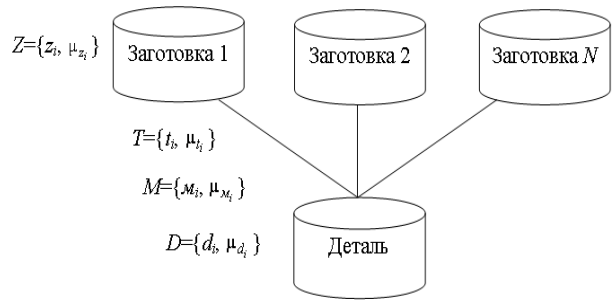 Z={zi, μzi}
Заготовка 1
Заготовка 2
Заготовка N
T={ti, μti}
M={мi, μмi}
D={di, μdi}
Деталь